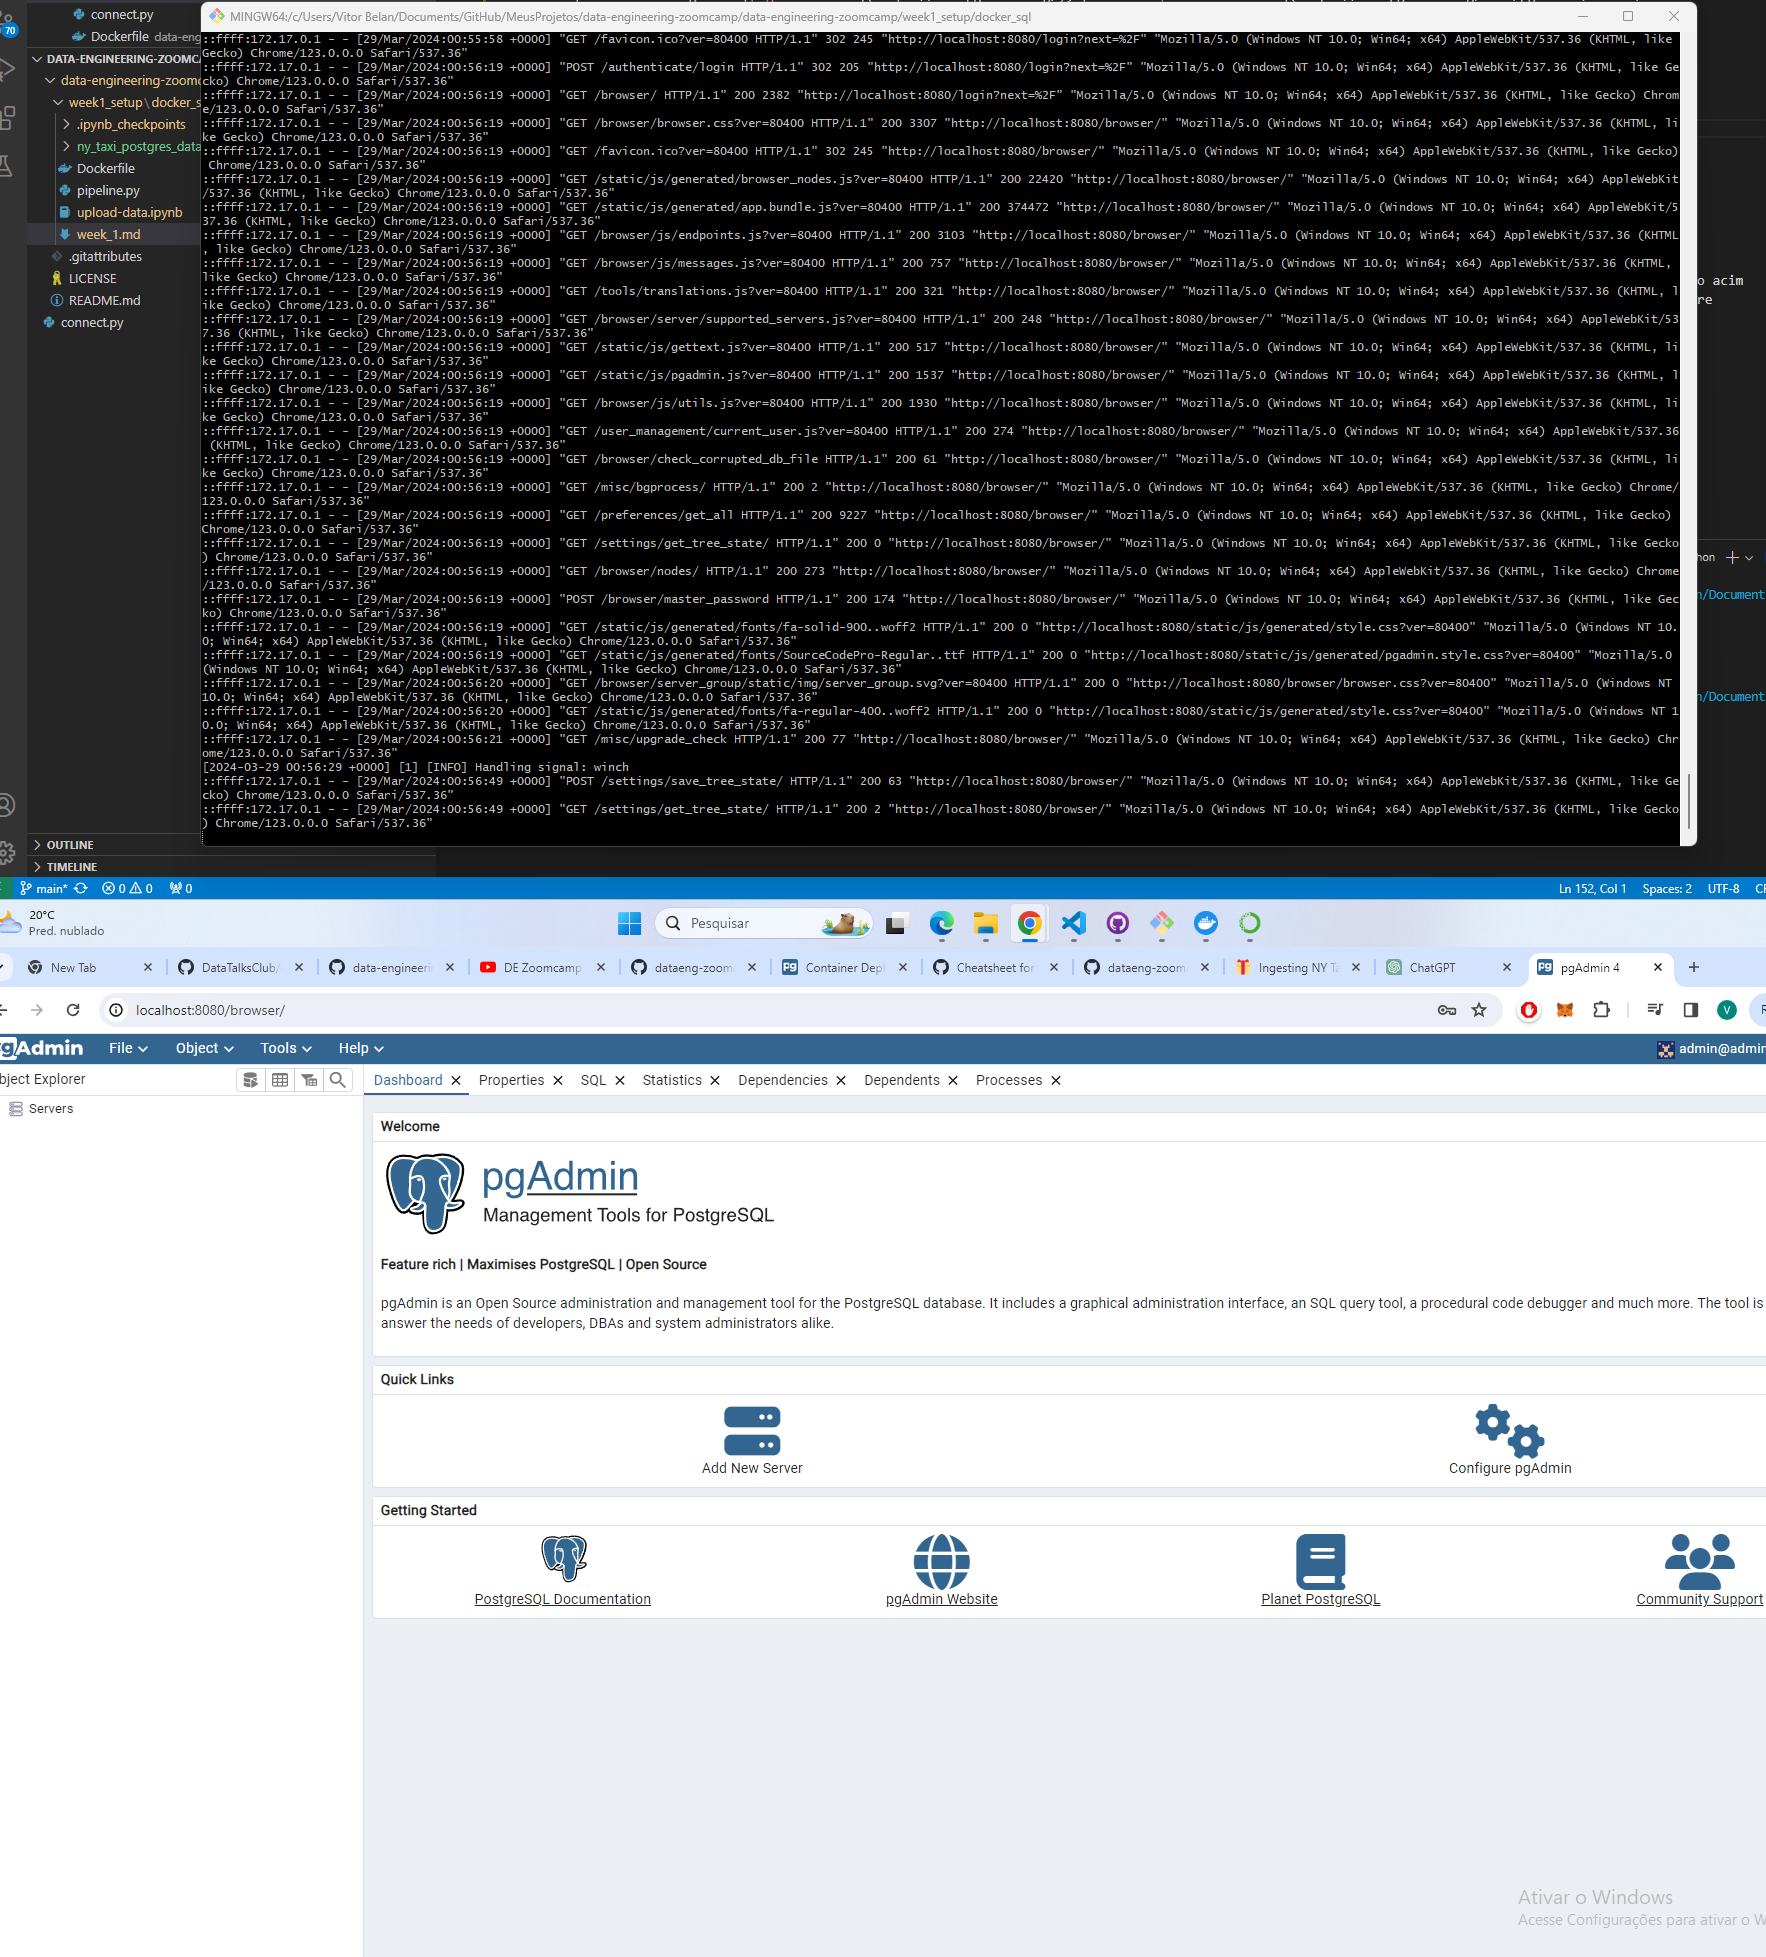 connect.py
Dockerfile data-eng
DATA-ENGINEERING-ZOOMCA
data-engineering-zoomc
week1_setup\docker_s
.ipynb_checkpoints
ny_taxi_postgres_data
Dockerfile
pipeline.py
upload-data.ipynb
week_1.md
.gitattributes
LICENSE
README.md
connect.py
OUTLINE
TIMELINE
70
MINGW64:/c/Users/Vitor Belan/Documents/GitHub/MeusProjetos/data-engineering-zoomcamp/data-engineering-zoomcamp/week1_setup/docker_sql
::ffff:172.17.0.1 - - [29/Mar/2024:00:55:58 +0000] "GET /favicon.ico?ver=80400 HTTP/1.1" 302 245 "http://localhost:8080/login?next=%2F" "Mozilla/5.0 (Windows NT 10.0; Win64; x64) AppleWebKit/537.36 (KHTML, like
Gecko) Chrome/123.0.0.0 Safari/537.36"
::ffff:172.17.0.1 - - [29/Mar/2024:00:56:19 +0000] "POST /authenticate/login HTTP/1.1" 302 205 "http://localhost:8080/login?next=%2F" "Mozilla/5.0 (Windows NT 10.0; Win64; x64) AppleWebKit/537.36 (KHTML, like Ge
cko) Chrome/123.0.0.0 Safari/537.36"
::ffff:172.17.0.1 - - [29/Mar/2024:00:56:19 +0000] "GET /browser/ HTTP/1.1" 200 2382 "http://localhost:8080/login?next=%2F" "Mozilla/5.0 (Windows NT 10.0; Win64; x64) AppleWebKit/537.36 (KHTML, like Gecko) Chrom
e/123.0.0.0 Safari/537.36"
::ffff:172.17.0.1 - - [29/Mar/2024:00:56:19 +0000] "GET /browser/browser.css?ver=80400 HTTP/1.1" 200 3307 "http://localhost:8080/browser/" "Mozilla/5.0 (Windows NT 10.0; Win64; x64) AppleWebKit/537.36 (KHTML, li
ke Gecko) Chrome/123.0.0.0 Safari/537.36"
::ffff:172.17.0.1 - - [29/Mar/2024:00:56:19 +0000] "GET /favicon.ico?ver=80400 HTTP/1.1" 302 245 "http://localhost:8080/browser/" "Mozilla/5.0 (Windows NT 10.0; Win64; x64) AppleWebKit/537.36 (KHTML, like Gecko)
Chrome/123.0.0.0 Safari/537.36"
::ffff:172.17.0.1 - - [29/Mar/2024:00:56:19 +0000] "GET /static/js/generated/browser_nodes.js?ver=80400 HTTP/1.1" 200 22420 "http://localhost:8080/browser/" "Mozilla/5.0 (Windows NT 10.0; Win64; x64) AppleWebKit
/537.36 (KHTML, like Gecko) Chrome/123.0.0.0 Safari/537.36"
::ffff:172.17.0.1 - - [29/Mar/2024:00:56:19 +0000] "GET /static/js/generated/app.bundle.js?ver=80400 HTTP/1.1" 200 374472 "http://localhost:8080/browser/" "Mozilla/5.0 (Windows NT 10.0; Win64; x64) AppleWebKit/5
37.36 (KHTML, like Gecko) Chrome/123.0.0.0 Safari/537.36"
::ffff:172.17.0.1 - - [29/Mar/2024:00:56:19 +0000] "GET /browser/js/endpoints.js?ver=80400 HTTP/1.1" 200 3103 "http://localhost:8080/browser/" "Mozilla/5.0 (Windows NT 10.0; Win64; x64) AppleWebKit/537.36 (KHTML
, like Gecko) Chrome/123.0.0.0 Safari/537.36"
::ffff:172.17.0.1 - - [29/Mar/2024:00:56:19 +0000] "GET /browser/js/messages.js?ver=80400 HTTP/1.1" 200 757 "http://localhost:8080/browser/" "Mozilla/5.0 (Windows NT 10.0; Win64; x64) AppleWebKit/537.36 (KHTML,
like Gecko) Chrome/123.0.0.0 Safari/537.36"
::ffff:172.17.0.1 - - [29/Mar/2024:00:56:19 +0000] "GET /tools/translations.js?ver=80400 HTTP/1.1" 200 321 "http://localhost:8080/browser/" "Mozilla/5.0 (Windows NT 10.0; Win64; x64) AppleWebKit/537.36 (KHTML, l
ike Gecko) Chrome/123.0.0.0 Safari/537.36"
::ffff:172.17.0.1 - - [29/Mar/2024:00:56:19 +0000] "GET /browser/server/supported_servers.js?ver=80400 HTTP/1.1" 200 248 "http://localhost:8080/browser/" "Mozilla/5.0 (Windows NT 10.0; Win64; x64) AppleWebKit/53
7.36 (KHTML, like Gecko) Chrome/123.0.0.0 Safari/537.36"
::ffff:172.17.0.1 - - [29/Mar/2024:00:56:19 +0000] "GET /static/js/gettext.js?ver=80400 HTTP/1.1" 200 517 "http://localhost:8080/browser/" "Mozilla/5.0 (Windows NT 10.0; Win64; x64) AppleWebKit/537.36 (KHTML, li
ke Gecko) Chrome/123.0.0.0 Safari/537.36"
::ffff:172.17.0.1 - - [29/Mar/2024:00:56:19 +0000] "GET /static/js/pgadmin.js?ver=80400 HTTP/1.1" 200 1537 "http://localhost:8080/browser/" "Mozilla/5.0 (Windows NT 10.0; Win64; x64) AppleWebKit/537.36 (KHTML, l
ike Gecko) Chrome/123.0.0.0 Safari/537.36"
::ffff:172.17.0.1 - - [29/Mar/2024:00:56:19 +0000] "GET /browser/js/utils.js?ver=80400 HTTP/1.1" 200 1930 "http://localhost:8080/browser/" "Mozilla/5.0 (Windows NT 10.0; Win64; x64) AppleWebKit/537.36 (KHTML, li
ke Gecko) Chrome/123.0.0.0 Safari/537.36"
::ffff:172.17.0.1 - - [29/Mar/2024:00:56:19 +0000] "GET /user_management/current_user.js?ver=80400 HTTP/1.1" 200 274 "http://localhost:8080/browser/" "Mozilla/5.0 (Windows NT 10.0; Win64; x64) AppleWebKit/537.36
(KHTML, like Gecko) Chrome/123.0.0.0 Safari/537.36"
::ffff:172.17.0.1 - - [29/Mar/2024:00:56:19 +0000] "GET /browser/check_corrupted_db_file HTTP/1.1" 200 61 "http://localhost:8080/browser/" "Mozilla/5.0 (Windows NT 10.0; Win64; x64) AppleWebKit/537.36 (KHTML, li
ke Gecko) Chrome/123.0.0.0 Safari/537.36"
::ffff:172.17.0.1 - - [29/Mar/2024:00:56:19 +0000] "GET /misc/bgprocess/ HTTP/1.1" 200 2 "http://localhost:8080/browser/" "Mozilla/5.0 (Windows NT 10.0; Win64; x64) AppleWebKit/537.36 (KHTML, like Gecko) Chrome/
123.0.0.0 Safari/537.36"
::ffff:172.17.0.1 - - [29/Mar/2024:00:56:19 +0000] "GET /preferences/get_all HTTP/1.1" 200 9227 "http://localhost:8080/browser/" "Mozilla/5.0 (Windows NT 10.0; Win64; x64) AppleWebKit/537.36 (KHTML, like Gecko)
Chrome/123.0.0.0 Safari/537.36"
::ffff:172.17.0.1 - - [29/Mar/2024:00:56:19 +0000] "GET /settings/get_tree_state/ HTTP/1.1" 200 0 "http://localhost:8080/browser/" "Mozilla/5.0 (Windows NT 10.0; Win64; x64) AppleWebKit/537.36 (KHTML, like Gecko
) Chrome/123.0.0.0 Safari/537.36"
::ffff:172.17.0.1 - - [29/Mar/2024:00:56:19 +0000] "GET /browser/nodes/ HTTP/1.1" 200 273 "http://localhost:8080/browser/" "Mozilla/5.0 (Windows NT 10.0; Win64; x64) AppleWebKit/537.36 (KHTML, like Gecko) Chrome
/123.0.0.0 Safari/537.36"
::ffff:172.17.0.1 - - [29/Mar/2024:00:56:19 +0000] "POST /browser/master_password HTTP/1.1" 200 174 "http://localhost:8080/browser/" "Mozilla/5.0 (Windows NT 10.0; Win64; x64) AppleWebKit/537.36 (KHTML, like Gec
ko) Chrome/123.0.0.0 Safari/537.36"
::ffff:172.17.0.1 - - [29/Mar/2024:00:56:19 +0000] "GET /static/js/generated/fonts/fa-solid-900..woff2 HTTP/1.1" 200 0 "http://localhost:8080/static/js/generated/style.css?ver=80400" "Mozilla/5.0 (Windows NT 10.
0; Win64; x64) AppleWebKit/537.36 (KHTML, like Gecko) Chrome/123.0.0.0 Safari/537.36"
::ffff:172.17.0.1 - - [29/Mar/2024:00:56:19 +0000] "GET /static/js/generated/fonts/SourceCodePro-Regular..ttf HTTP/1.1" 200 0 "http://localhost:8080/static/js/generated/pgadmin.style.css?ver=80400" "Mozilla/5.0
(Windows NT 10.0; Win64; x64) AppleWebKit/537.36 (KHTML, like Gecko) Chrome/123.0.0.0 Safari/537.36"
::ffff:172.17.0.1 - - [29/Mar/2024:00:56:20 +0000] "GET /browser/server_group/static/img/server_group.svg?ver=80400 HTTP/1.1" 200 0 "http://localhost:8080/browser/browser.css?ver=80400" "Mozilla/5.0 (Windows NT
10.0; Win64; x64) AppleWebKit/537.36 (KHTML, like Gecko) Chrome/123.0.0.0 Safari/537.36"
::ffff:172.17.0.1 - - [29/Mar/2024:00:56:20 +0000] "GET /static/js/generated/fonts/fa-regular-400..woff2 HTTP/1.1" 200 0 "http://localhost:8080/static/js/generated/style.css?ver=80400" "Mozilla/5.0 (Windows NT 1
0.0; Win64; x64) AppleWebKit/537.36 (KHTML, like Gecko) Chrome/123.0.0.0 Safari/537.36"
::ffff:172.17.0.1 - - [29/Mar/2024:00:56:21 +0000] "GET /misc/upgrade_check HTTP/1.1" 200 77 "http://localhost:8080/browser/" "Mozilla/5.0 (Windows NT 10.0; Win64; x64) AppleWebKit/537.36 (KHTML, like Gecko) Chr
ome/123.0.0.0 Safari/537.36"
[2024-03-29 00:56:29 +0000] [1] [INFO] Handling signal: winch
::ffff:172.17.0.1 - - [29/Mar/2024:00:56:49 +0000] "POST /settings/save_tree_state/ HTTP/1.1" 200 63 "http://localhost:8080/browser/" "Mozilla/5.0 (Windows NT 10.0; Win64; x64) AppleWebKit/537.36 (KHTML, like Ge
cko) Chrome/123.0.0.0 Safari/537.36"
::ffff:172.17.0.1 - - [29/Mar/2024:00:56:49 +0000] "GET /settings/get_tree_state/ HTTP/1.1" 200 2 "http://localhost:8080/browser/" "Mozilla/5.0 (Windows NT 10.0; Win64; x64) AppleWebKit/537.36 (KHTML, like Gecko
) Chrome/123.0.0.0 Safari/537.36"
o acim
re
hon
n/Document
n/Document
main* 0 0 0 Ln 152, Col 1 Spaces: 2 UTF-8 C
20°C
Pred. nublado
Pesquisar
New Tab DataTalksClub/ data-engineeri DE Zoomcamp dataeng-zoom Container Dep Cheatsheet for dataeng-zoom Ingesting NY Ta ChatGPT pgAdmin 4
localhost:8080/browser/
V
gAdmin File Object Tools Help admin@admin
bject Explorer
Dashboard Properties SQL Statistics Dependencies Dependents Processes
Servers
Welcome
pgAdmin
Management Tools for PostgreSQL
Feature rich | Maximises PostgreSQL | Open Source
pgAdmin is an Open Source administration and management tool for the PostgreSQL database. It includes a graphical administration interface, an SQL query tool, a procedural code debugger and much more. The tool is
answer the needs of developers, DBAs and system administrators alike.
Quick Links
Add New Server Configure pgAdmin
Getting Started
PostgreSQL Documentation pgAdmin Website Planet PostgreSQL Community Support
Ativar o Windows
Acesse Configurações para ativar o W